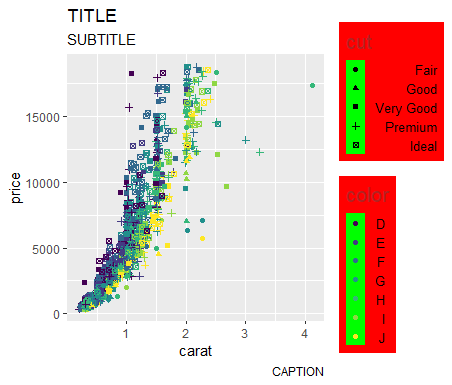 TITLE
SUBTITLE
price
15000
10000
5000
0
1
2
3
4
carat
CAPTION
cut
Fair
Good
Very Good
Premium
Ideal
color
D
E
F
G
H
I
J